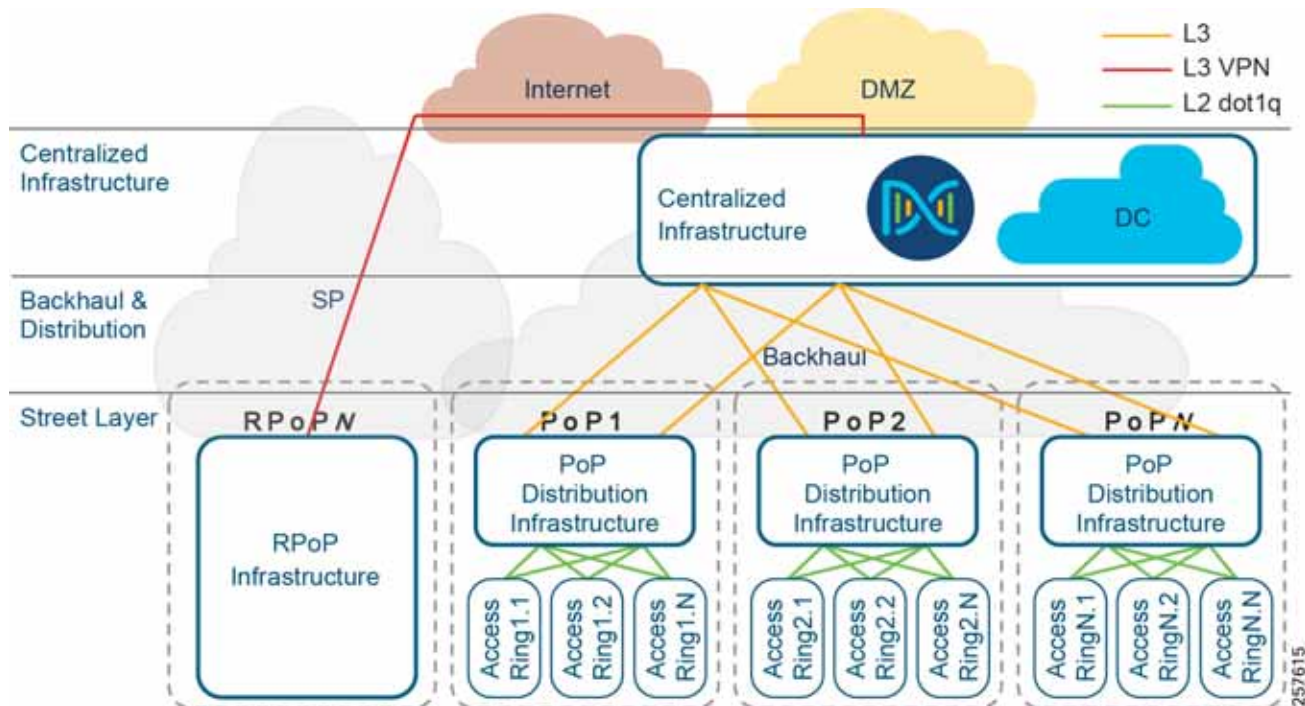 Internet
DMZ
L3
L3 VPN
L2 dot1q
Centralized
Infrastructure
Centralized
Infrastructure
DC
Backhaul &
Distribution
SP
Backhaul
Street Layer
RPoPN
PoP1
PoP2
PoPN
RPoP
Infrastructure
PoP
Distribution
Infrastructure
PoP
Distribution
Infrastructure
PoP
Distribution
Infrastructure
Access
Ring1.1
Access
Ring1.2
Access
Ring1.N
Access
Ring2.1
Access
Ring2.2
Access
Ring2.N
Access
RingN.1
Access
RingN.2
Access
RingN.N
257615